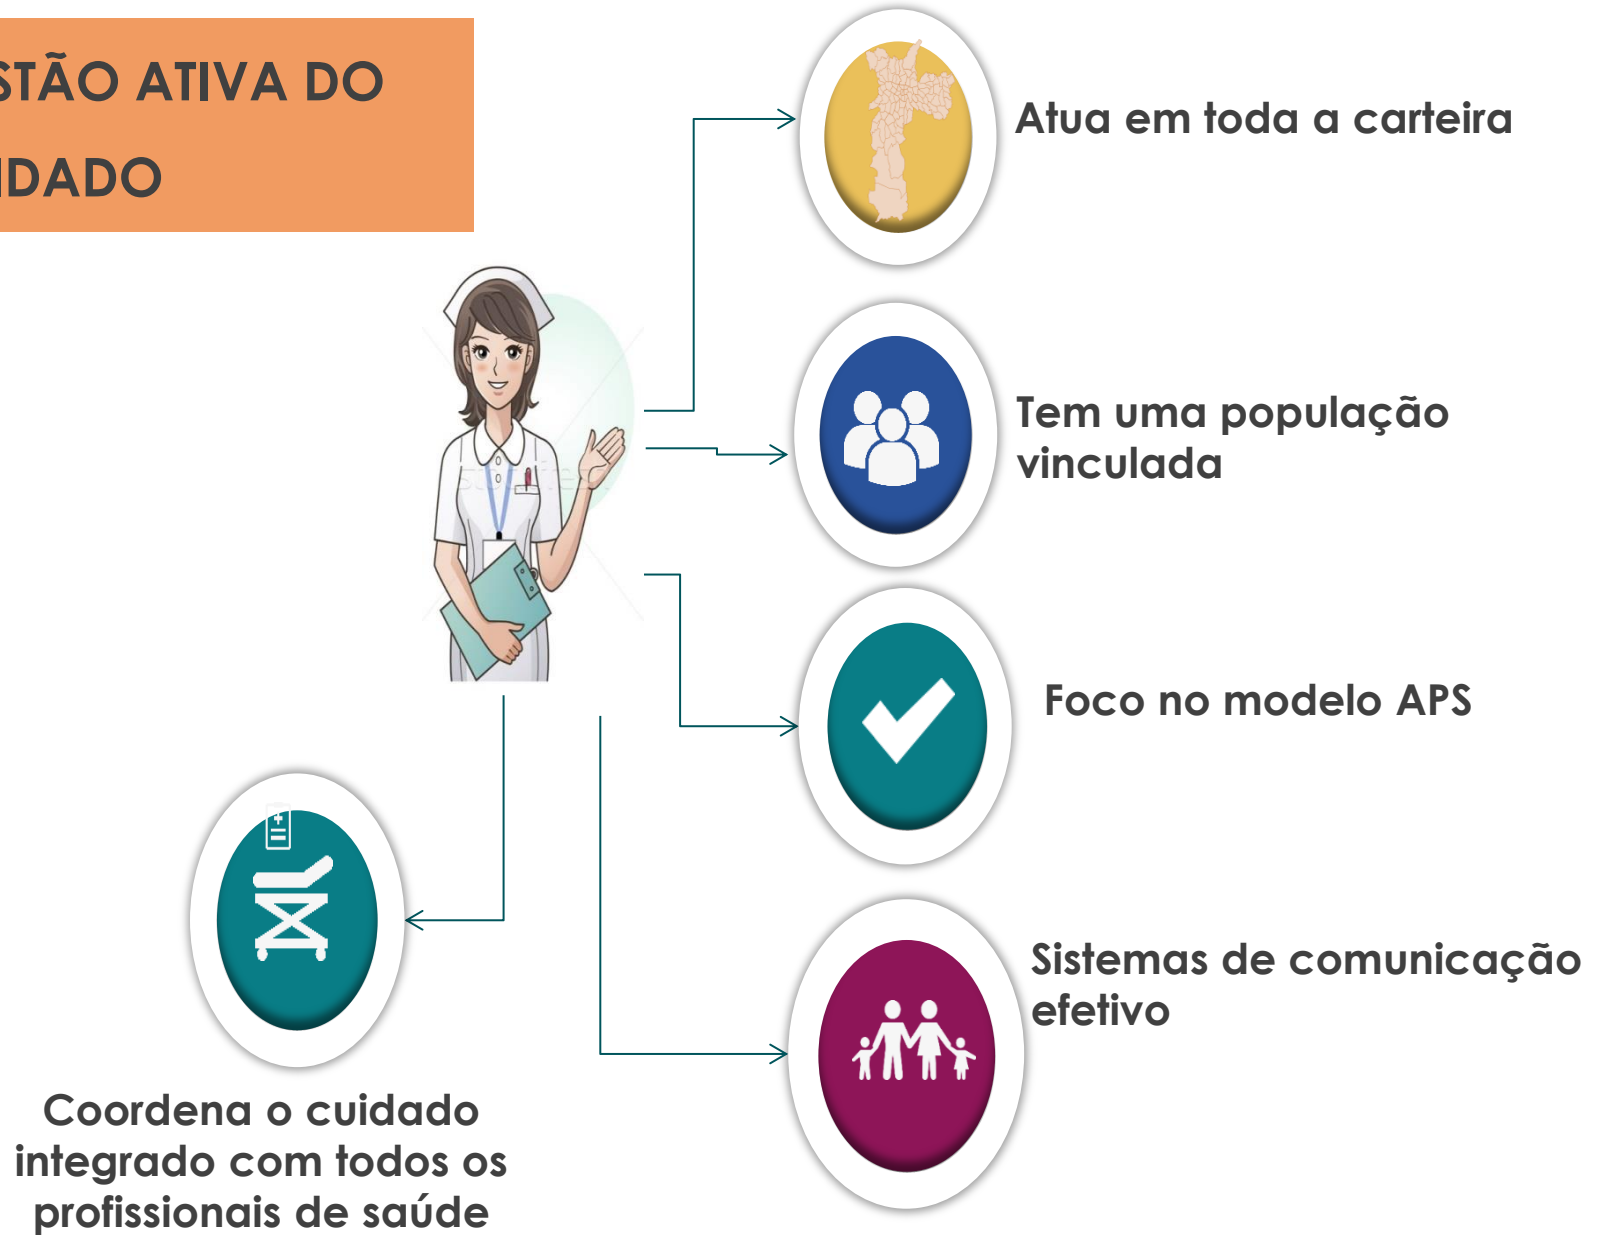 STÃO ATIVA DO
IDADO
Atua em toda a carteira
Tem uma população
vinculada
Foco no modelo APS
Sistemas de comunicação
efetivo
Coordena o cuidado
integrado com todos os
profissionais de saúde